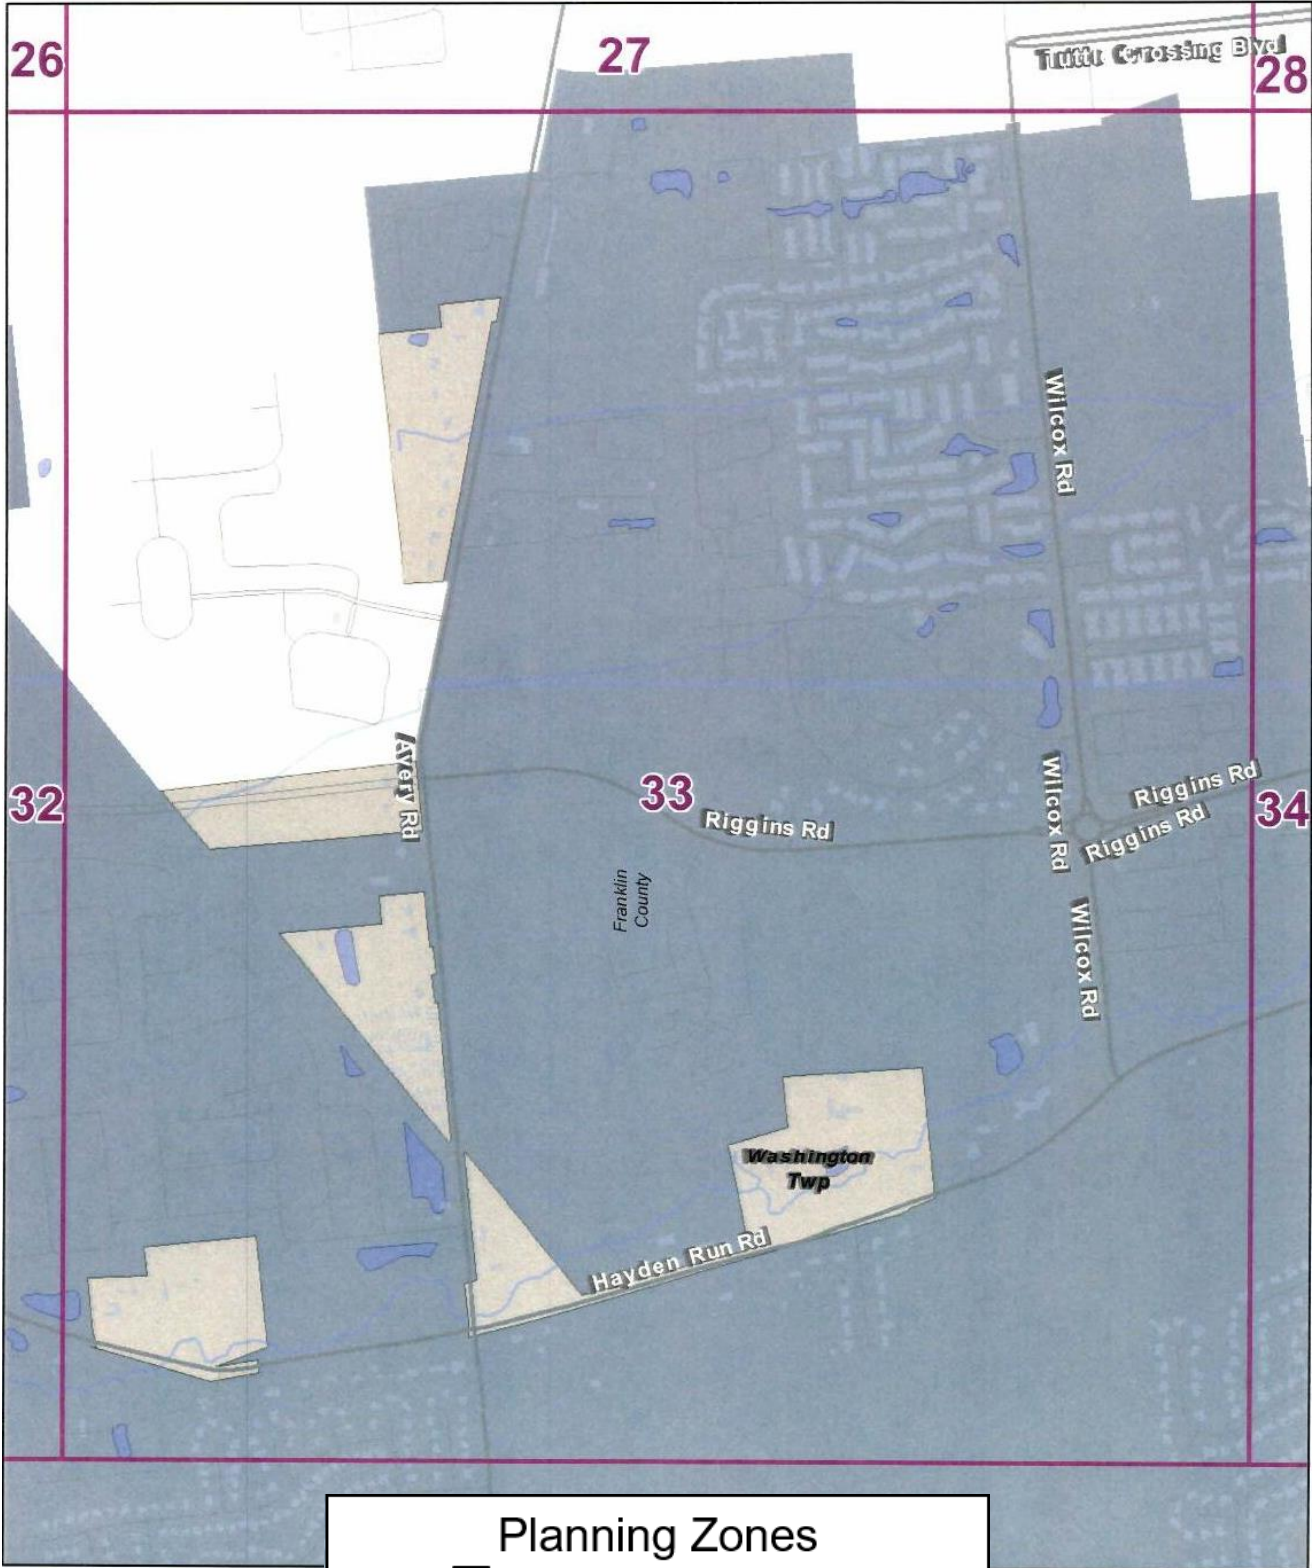 26
27
28
Tuttle Crossing Blvd
Wilcox Rd
Avery Rd
32
33
34
Riggins Rd
Wilcox Rd
Riggins Rd
Riggins Rd
Franklin
County
Wilcox Rd
Washington
Twp
Hayden Run Rd
Planning Zones